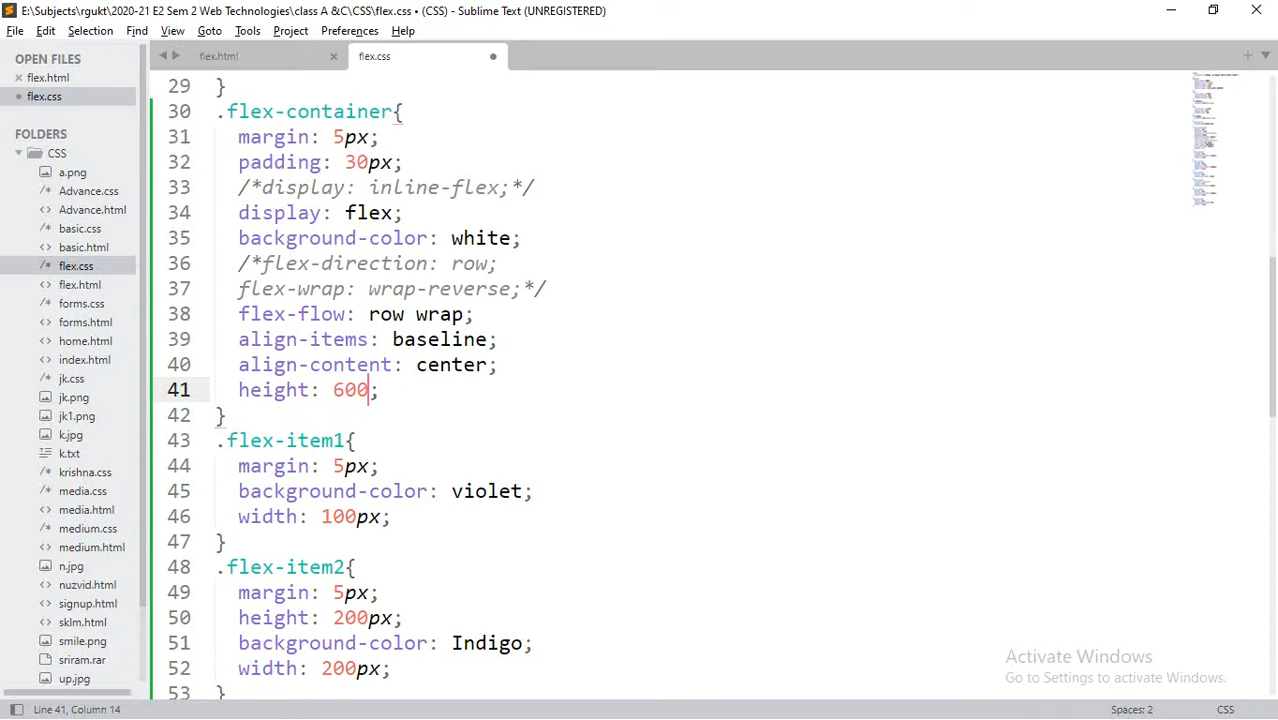 E:\Subjects\rgukt\2020-21 E2 Sem 2 Web Technologies\class A &C\CSS\flex.css • (CSS) - Sublime Text (UNREGISTERED)
File Edit Selection Find View Goto Tools Project Preferences Help
OPEN FILES
flex.html
flex.css
FOLDERS
CSS
a.png
Advance.css
Advance.html
basic.css
basic.html
flex.css
flex.html
forms.css
forms.html
home.html
index.html
jk.css
jk.png
jk1.png
k.jpg
k.txt
krishna.css
media.css
media.html
medium.css
medium.html
n.jpg
nuzvid.html
signup.html
sklm.html
smile.png
sriram.rar
up.jpg
flex.html flex.css
29 }
30 .flex-container{
31 margin: 5px;
32 padding: 30px;
33 /*display: inline-flex;*/
34 display: flex;
35 background-color: white;
36 /*flex-direction: row;
37 flex-wrap: wrap-reverse;*/
38 flex-flow: row wrap;
39 align-items: baseline;
40 align-content: center;
41 height: 600;
42 }
43 .flex-item1{
44 margin: 5px;
45 background-color: violet;
46 width: 100px;
47 }
48 .flex-item2{
49 margin: 5px;
50 height: 200px;
51 background-color: Indigo;
52 width: 200px;
53 }
Activate Windows
Go to Settings to activate Windows.
Line 41, Column 14 Spaces: 2 CSS